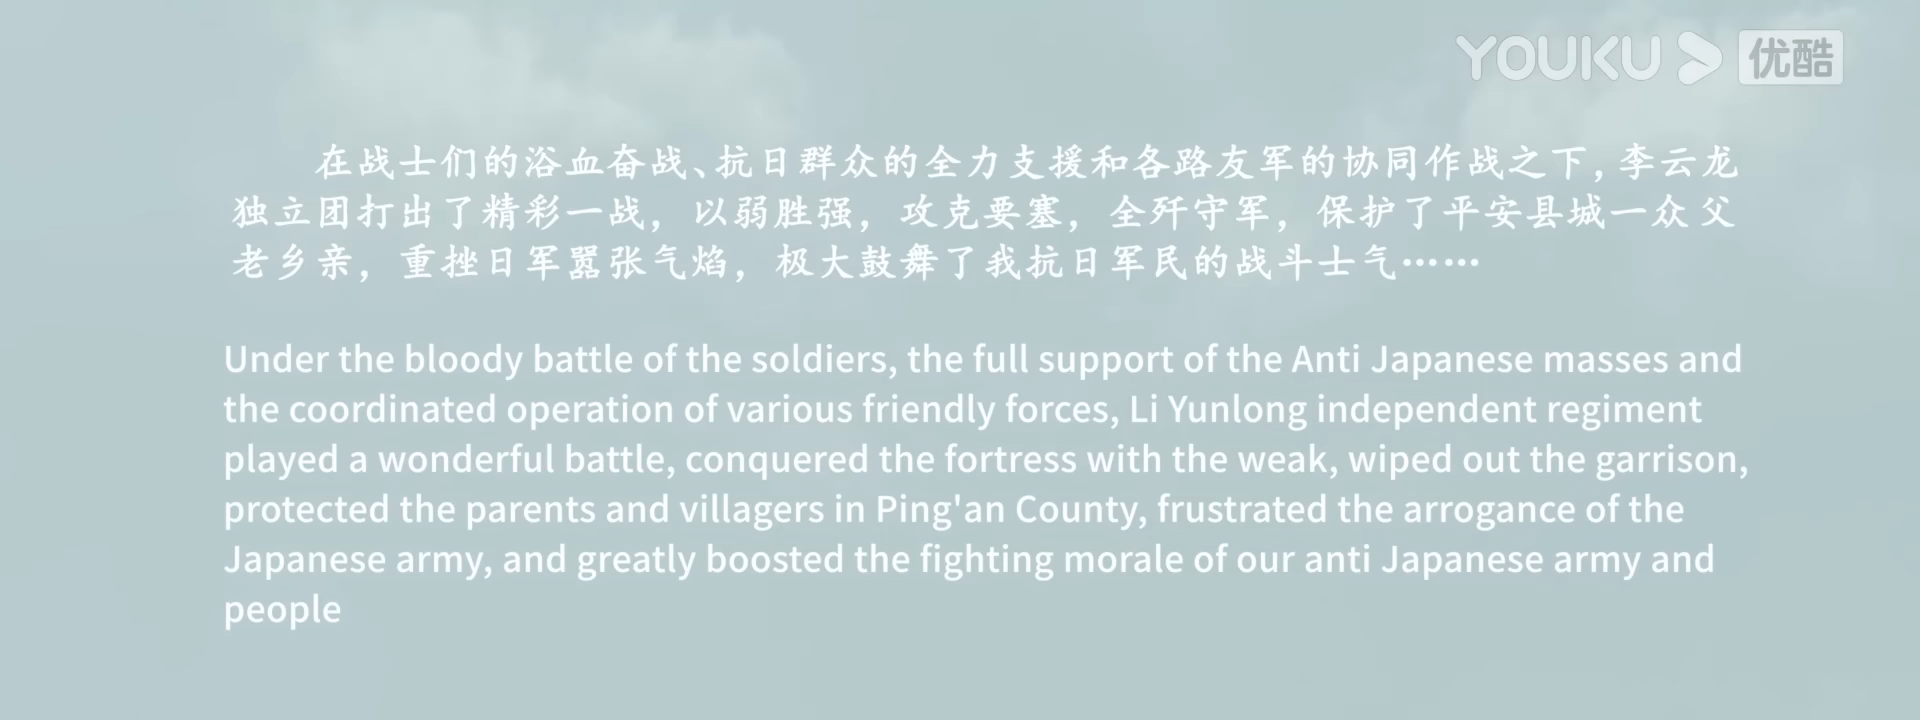 YOUKU 优酷
在战士们的浴血奋战、抗日群众的全力支援和各路友军的协同作战之下，李云龙
独立团打出了精彩一战，以弱胜强，攻克要塞，全歼守军，保护了平安县城一众父
老乡亲，重挫日军嚣张气焰，极大鼓舞了我抗日军民的战斗士气……
Under the bloody battle of the soldiers, the full support of the Anti Japanese masses and
the coordinated operation of various friendly forces, Li Yunlong independent regiment
played a wonderful battle, conquered the fortress with the weak, wiped out the garrison,
protected the parents and villagers in Ping'an County, frustrated the arrogance of the
Japanese army, and greatly boosted the fighting morale of our anti Japanese army and
people